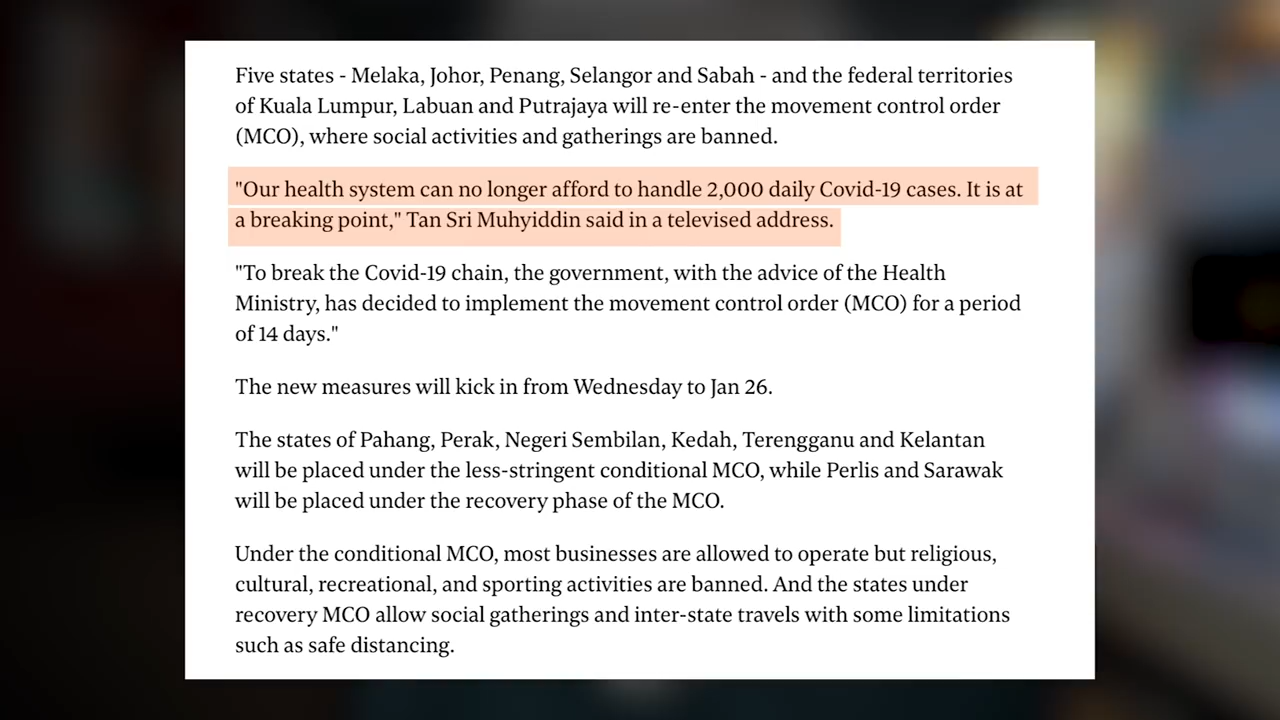 Five states - Melaka, Johor, Penang, Selangor and Sabah - and the federal territories
of Kuala Lumpur, Labuan and Putrajaya will re-enter the movement control order
(MCO), where social activities and gatherings are banned.
"Our health system can no longer afford to handle 2,000 daily Covid-19 cases. It is at
a breaking point," Tan Sri Muhyiddin said in a televised address.
"To break the Covid-19 chain, the government, with the advice of the Health
Ministry, has decided to implement the movement control order (MCO) for a period
of 14 days."
The new measures will kick in from Wednesday to Jan 26.
The states of Pahang, Perak, Negeri Sembilan, Kedah, Terengganu and Kelantan
will be placed under the less-stringent conditional MCO, while Perlis and Sarawak
will be placed under the recovery phase of the MCO.
Under the conditional MCO, most businesses are allowed to operate but religious,
cultural, recreational, and sporting activities are banned. And the states under
recovery MCO allow social gatherings and inter-state travels with some limitations
such as safe distancing.